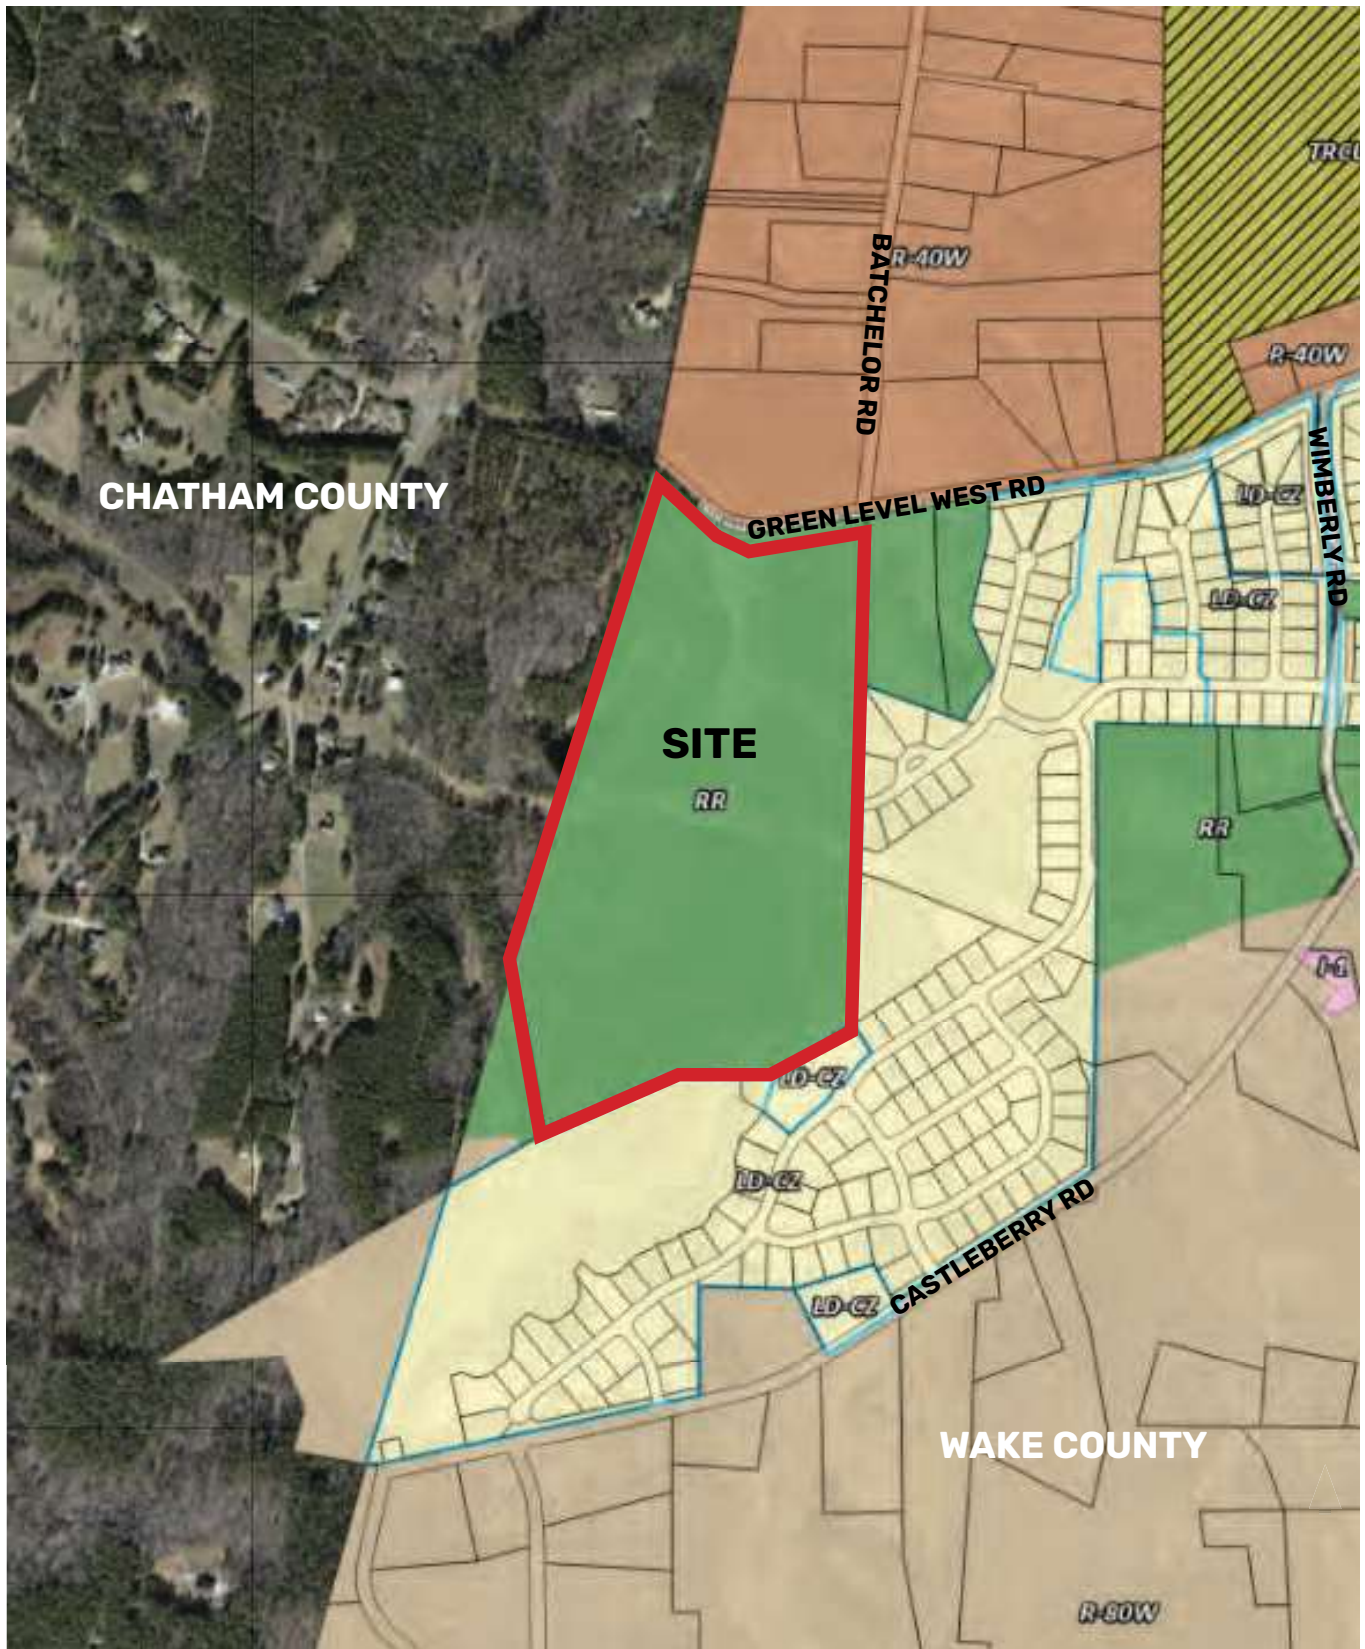 TRCU
R-40W
BATCHELOR RD
R-40W
WIMBERLY RD
CHATHAM COUNTY
GREEN LEVEL WEST RD
LD-CZ
LD-CZ
SITE
RR
RR
I-1
LD-CZ
LD-CZ
CASTLEBERRY RD
LD-CZ
WAKE COUNTY
R-80W